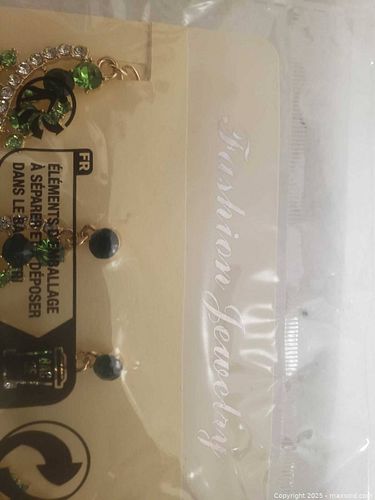 Fashion Jewelry
FR
ÉLÉMENTS D'EMBALLAGE
À SÉPARER ET À DÉPOSER
DANS LE BAC DE TRI
Copyright 2025 - maxsold.com